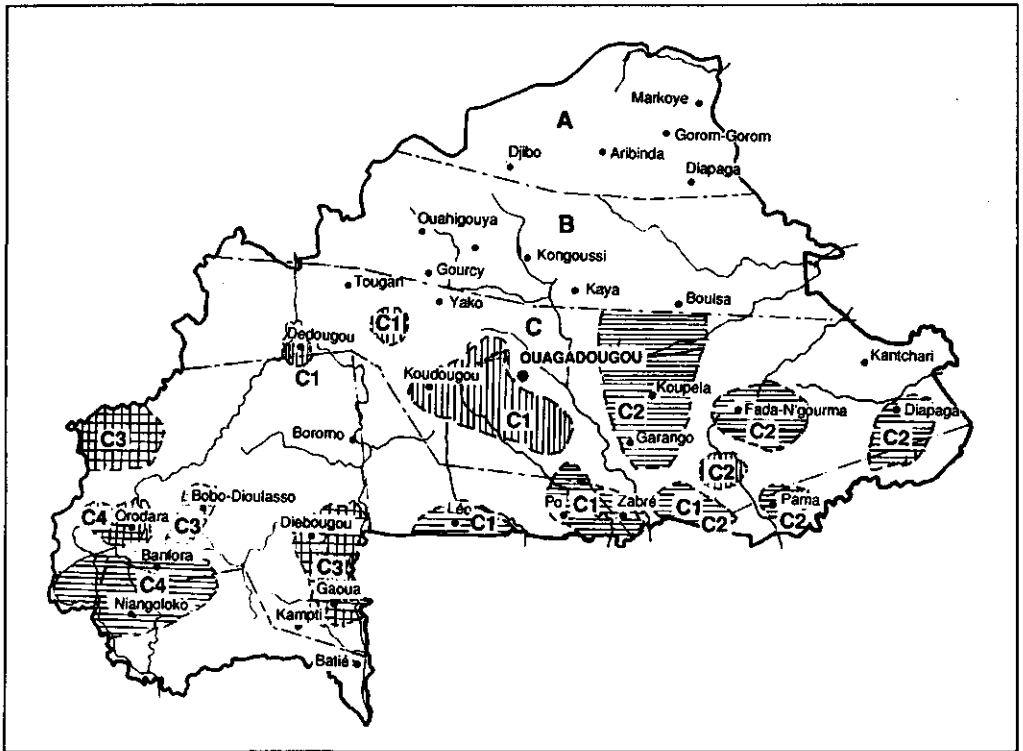 Markoye
A
Gorom-Gorom
Djibo
Aribinda
Diapaga
Ouahigouya
B
Kongoussi
Gourcy
Tougan
Kaya
Yako
Boulsa
C1
C
Dedougou
OUAGADOUGOU
Kantchari
C1
Koudougou
Koupela
C2
Fada-N'gourma
Diapaga
C1
C3
Boromo
Garango
C2
C2
C2
Bobo-Dioulasso
C4
Orodara
C3
Diebougou
Léo
C1
Po
C1
Zabré
C1
C2
Pama
C2
Banfora
C4
C3
Niangoloko
Gaoua
Kampti
Batié